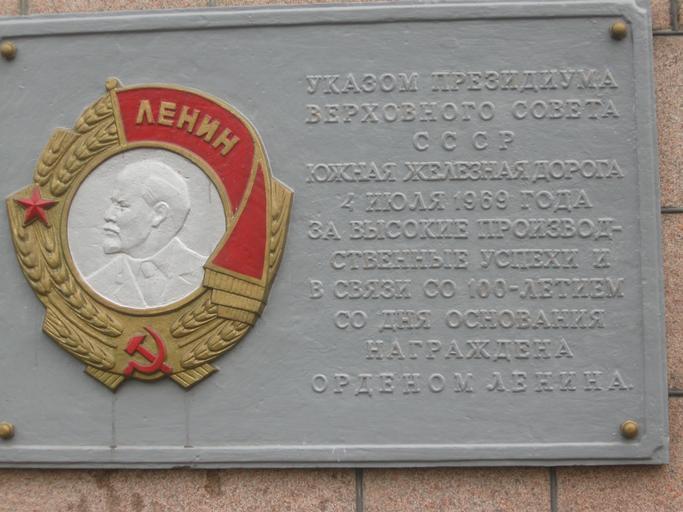 ЛЕНИН
УКАЗОМ ПРЕЗИДИУМА
ВЕРХОВНОГО СОВЕТА
СССР
ЮЖНАЯ ЖЕЛЕЗНАЯ ДОРОГА
4 ИЮЛЯ 1969 ГОДА
ЗА ВЫСОКИЕ ПРОИЗВОД-
СТВЕННЫЕ УСПЕХИ И
В СВЯЗИ СО 100-ЛЕТИЕМ
СО ДНЯ ОСНОВАНИЯ
НАГРАЖДЕНА
ОРДЕНОМ ЛЕНИНА.